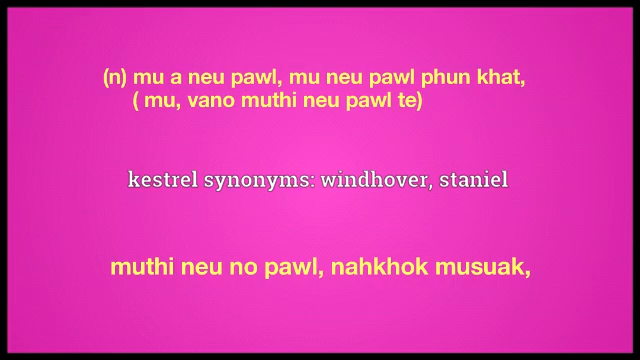 (n) mu a neu pawl, mu neu pawl phun khat,
( mu, vano muthi neu pawl te)
kestrel synonyms: windhover, staniel
muthi neu no pawl, nahkhok musuak,